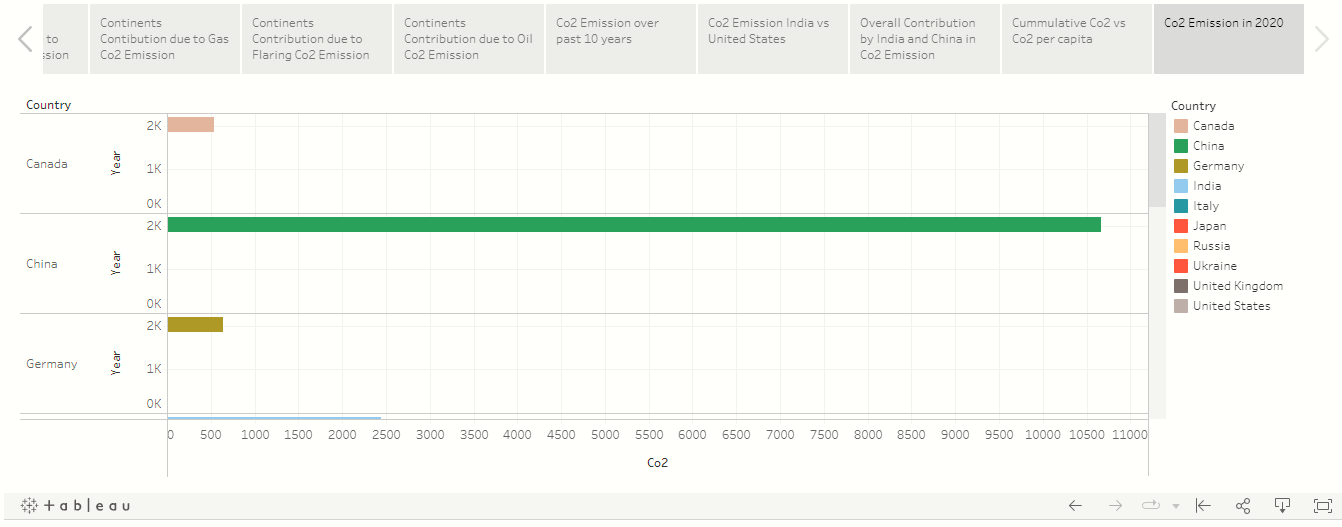 to
ssion
Continents
Contibution due to Gas
Co2 Emission
Continents
Contribution due to
Flaring Co2 Emission
Continents
Contribution due to Oil
Co2 Emission
Co2 Emission over
past 10 years
Co2 Emission India vs
United States
Overall Contribution
by India and China in
Co2 Emission
Cummulative Co2 vs
Co2 per capita
Co2 Emission in 2020
Country
Canada
Year
2K
1K
0K
China
Year
2K
1K
0K
Germany
Year
2K
1K
0K
0 500 1000 1500 2000 2500 3000 3500 4000 4500 5000 5500 6000 6500 7000 7500 8000 8500 9000 9500 10000 10500 11000
Co2
Country
Canada
China
Germany
India
Italy
Japan
Russia
Ukraine
United Kingdom
United States
+ableau